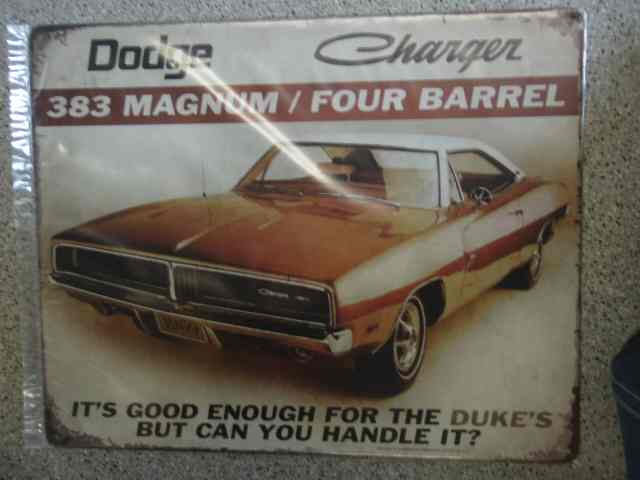 Dodge Charger
383 MAGNUM / FOUR BARREL
IT'S GOOD ENOUGH FOR THE DUKE'S
BUT CAN YOU HANDLE IT?